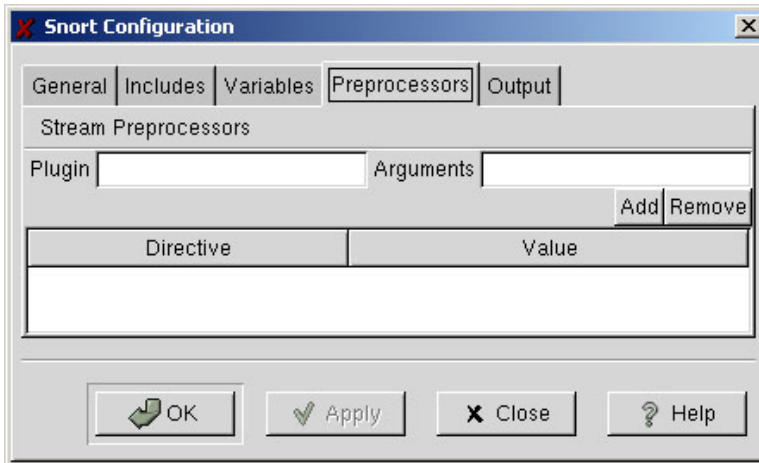 Snort Configuration
General Includes Variables Preprocessors Output
Stream Preprocessors
Plugin Arguments
Add Remove
Directive Value
OK Apply Close Help